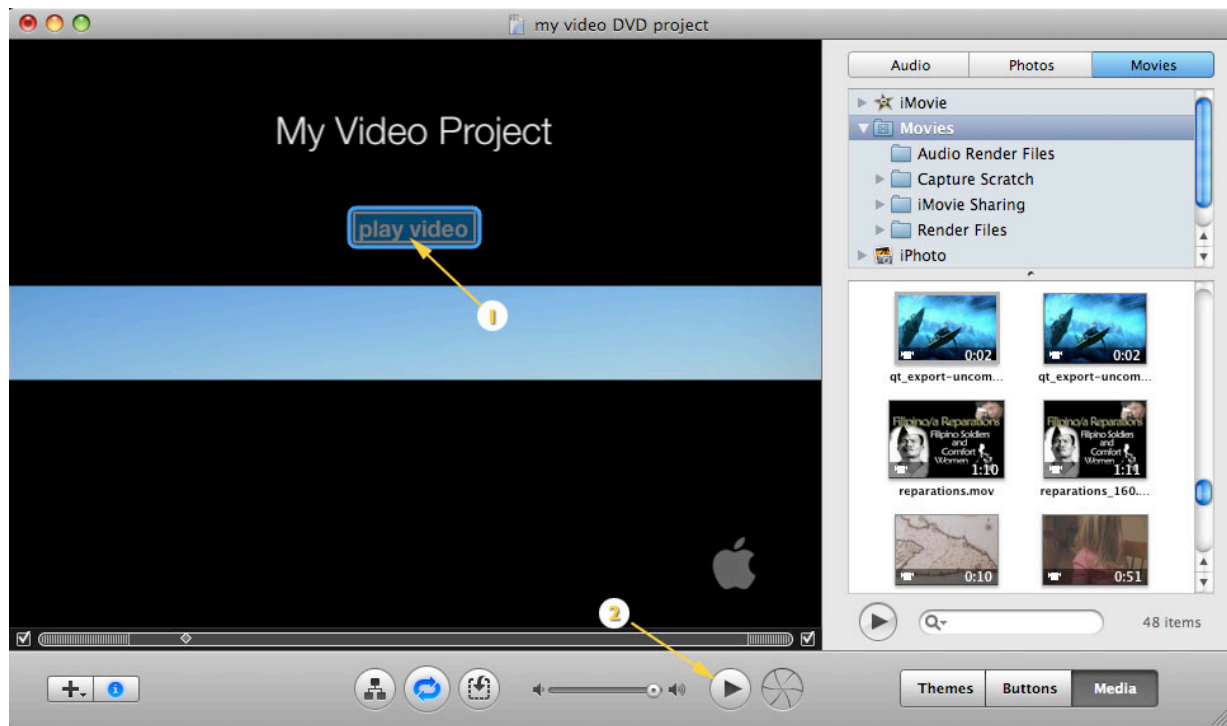 my video DVD project
My Video Project
play video
1
2
Audio Photos Movies
iMovie
Movies
Audio Render Files
Capture Scratch
iMovie Sharing
Render Files
iPhoto
0:02 0:02
qt_export-uncom... qt_export-uncom...
Filipino/a Reparations Filipino/a Reparations
Filipino Soldiers Filipino Soldiers
and and
Comfort Comfort
Women Women
1:10 1:11
reparations.mov reparations_160....
0:10 0:51
48 items
Themes Buttons Media